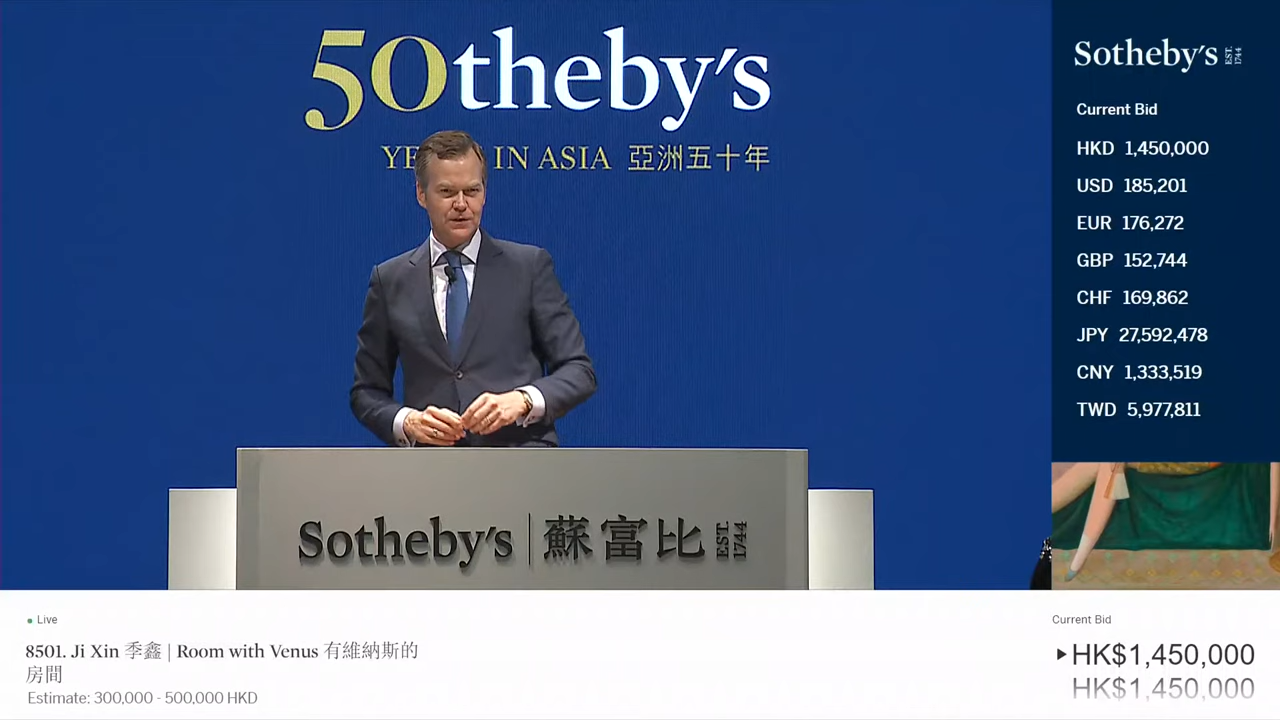 50theby's
YE IN ASIA 亞洲五十年
Sotheby's | 蘇富比 EST. 1744
Sotheby's EST. 1744
Current Bid
HKD 1,450,000
USD 185,201
EUR 176,272
GBP 152,744
CHF 169,862
JPY 27,592,478
CNY 1,333,519
TWD 5,977,811
Live
8501. Ji Xin 季鑫 | Room with Venus 有維納斯的
房間
Estimate: 300,000 - 500,000 HKD
Current Bid
HK$1,450,000
HK$1,450,000